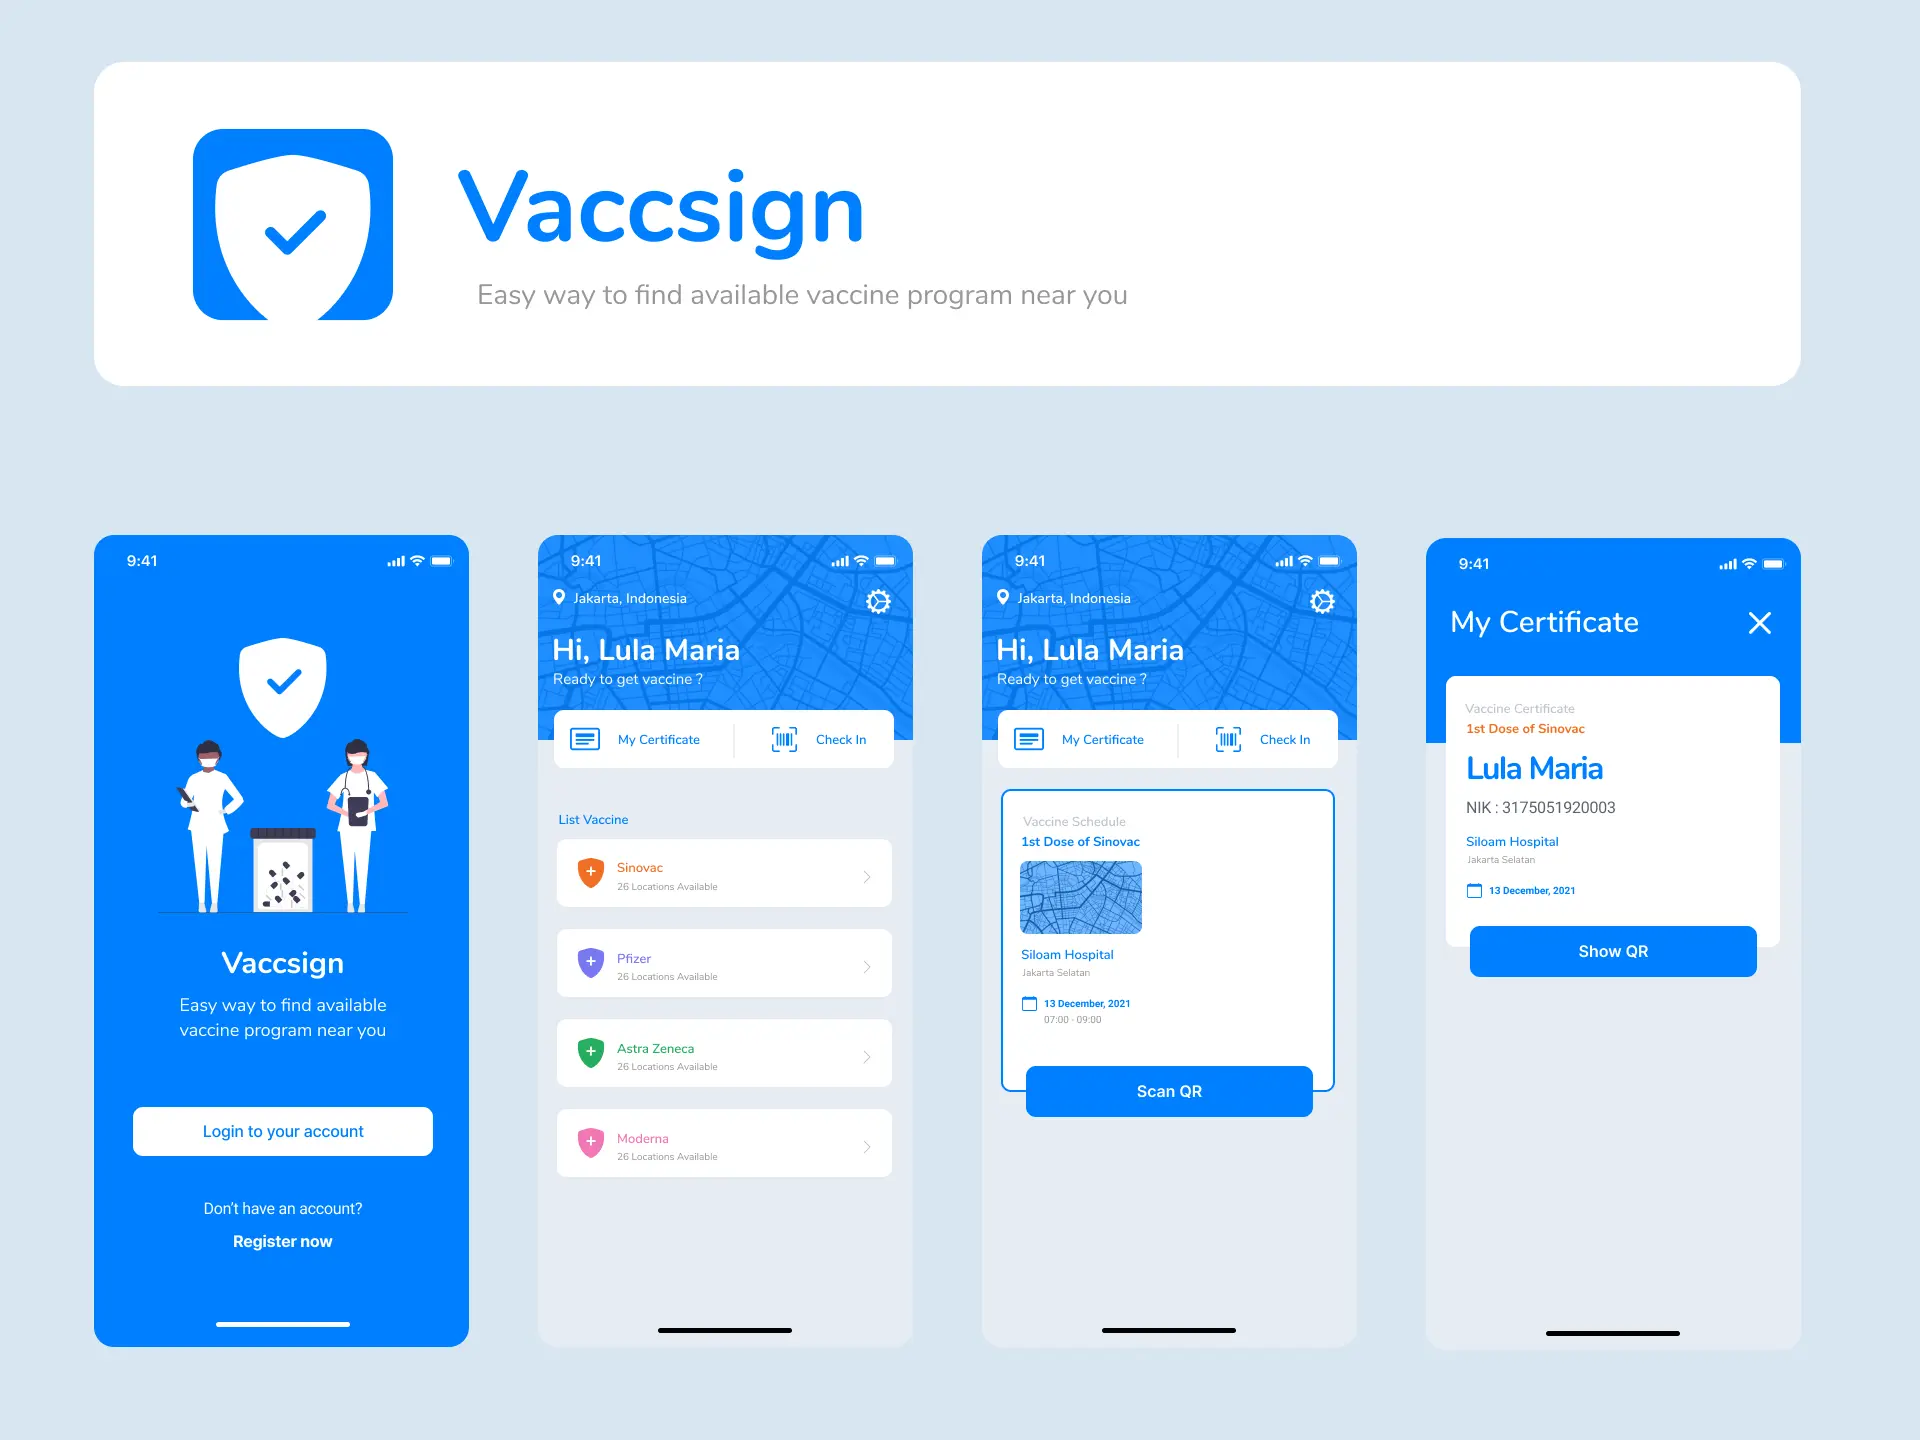 Vaccsign
Easy way to find available vaccine program near you
9:41
Vaccsign
Easy way to find available
vaccine program near you
Login to your account
Don't have an account?
Register now
9:41
Jakarta, Indonesia
Hi, Lula Maria
Ready to get vaccine ?
My Certificate
Check In
List Vaccine
Sinovac
26 Locations Available
Pfizer
26 Locations Available
Astra Zeneca
26 Locations Available
Moderna
26 Locations Available
9:41
Jakarta, Indonesia
Hi, Lula Maria
Ready to get vaccine ?
My Certificate
Check In
Vaccine Schedule
1st Dose of Sinovac
Siloam Hospital
Jakarta Selatan
13 December, 2021
07:00 - 09:00
Scan QR
9:41
My Certificate
Vaccine Certificate
1st Dose of Sinovac
Lula Maria
NIK : 3175051920003
Siloam Hospital
Jakarta Selatan
13 December, 2021
Show QR